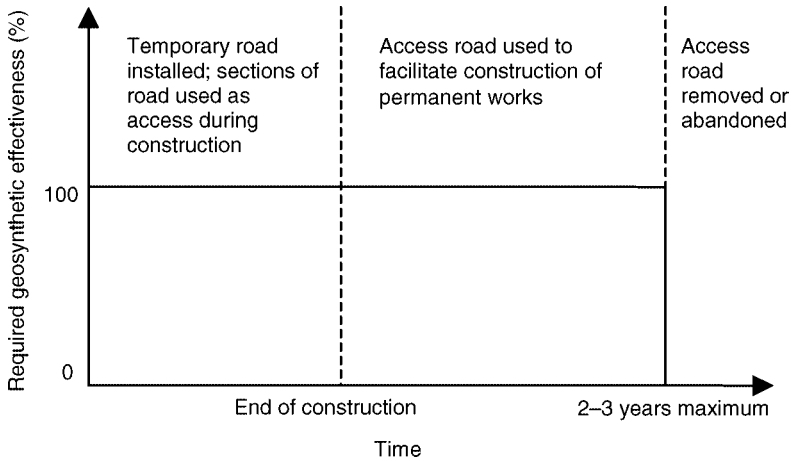 Required geosynthetic effectiveness (%)
Temporary road
installed; sections of
road used as
access during
construction
Access road used to
facilitate construction of
permanent works
Access
road
removed or
abandoned
100
0
End of construction
2–3 years maximum
Time